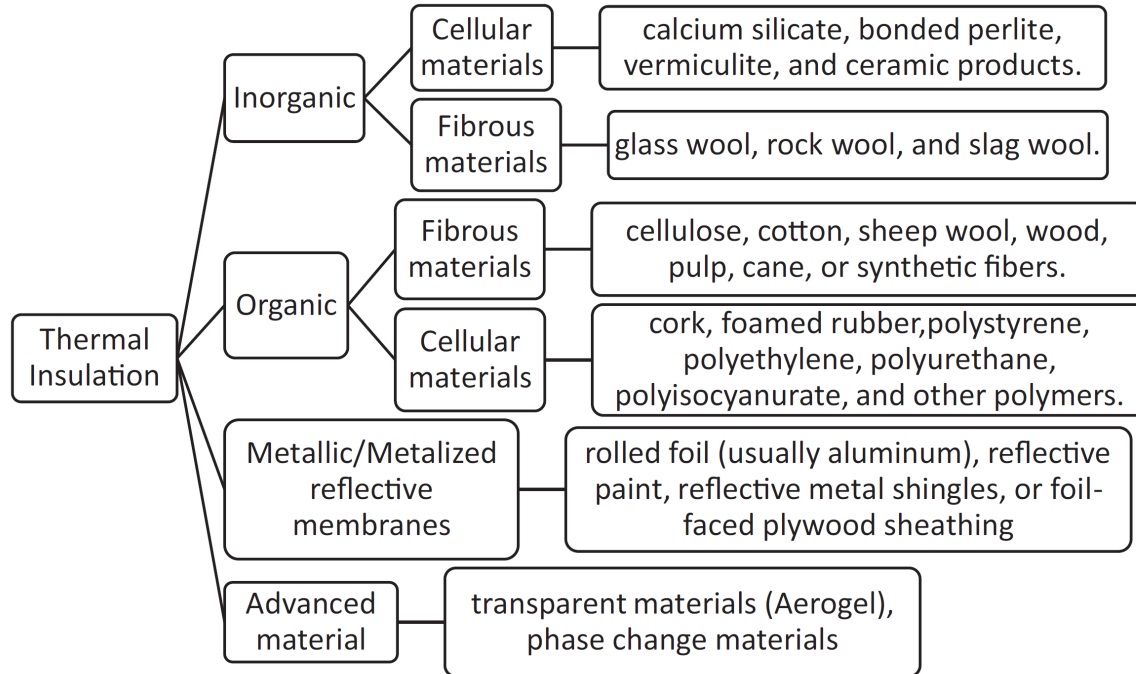 Thermal
Insulation
Inorganic
Cellular
materials
calcium silicate, bonded perlite,
vermiculite, and ceramic products.
Fibrous
materials
glass wool, rock wool, and slag wool.
Organic
Fibrous
materials
cellulose, cotton, sheep wool, wood,
pulp, cane, or synthetic fibers.
Cellular
materials
cork, foamed rubber,polystyrene,
polyethylene, polyurethane,
polyisocyanurate, and other polymers.
Metallic/Metalized
reflective
membranes
rolled foil (usually aluminum), reflective
paint, reflective metal shingles, or foil-
faced plywood sheathing
Advanced
material
transparent materials (Aerogel),
phase change materials